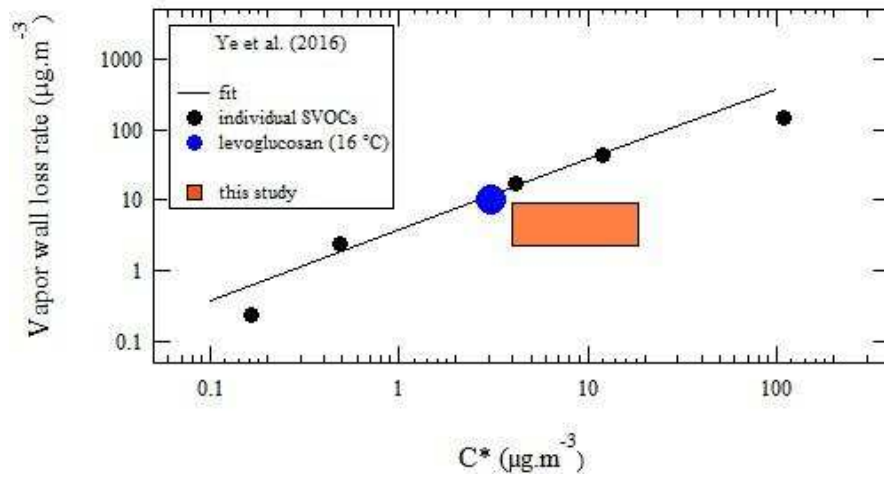 Vapor wall loss rate (µg.m-3)
1000
100
10
1
0.1
Ye et al. (2016)
fit
individual SVOCs
levoglucosan (16 °C)
this study
0.1 1 10 100
C* (µg.m-3)